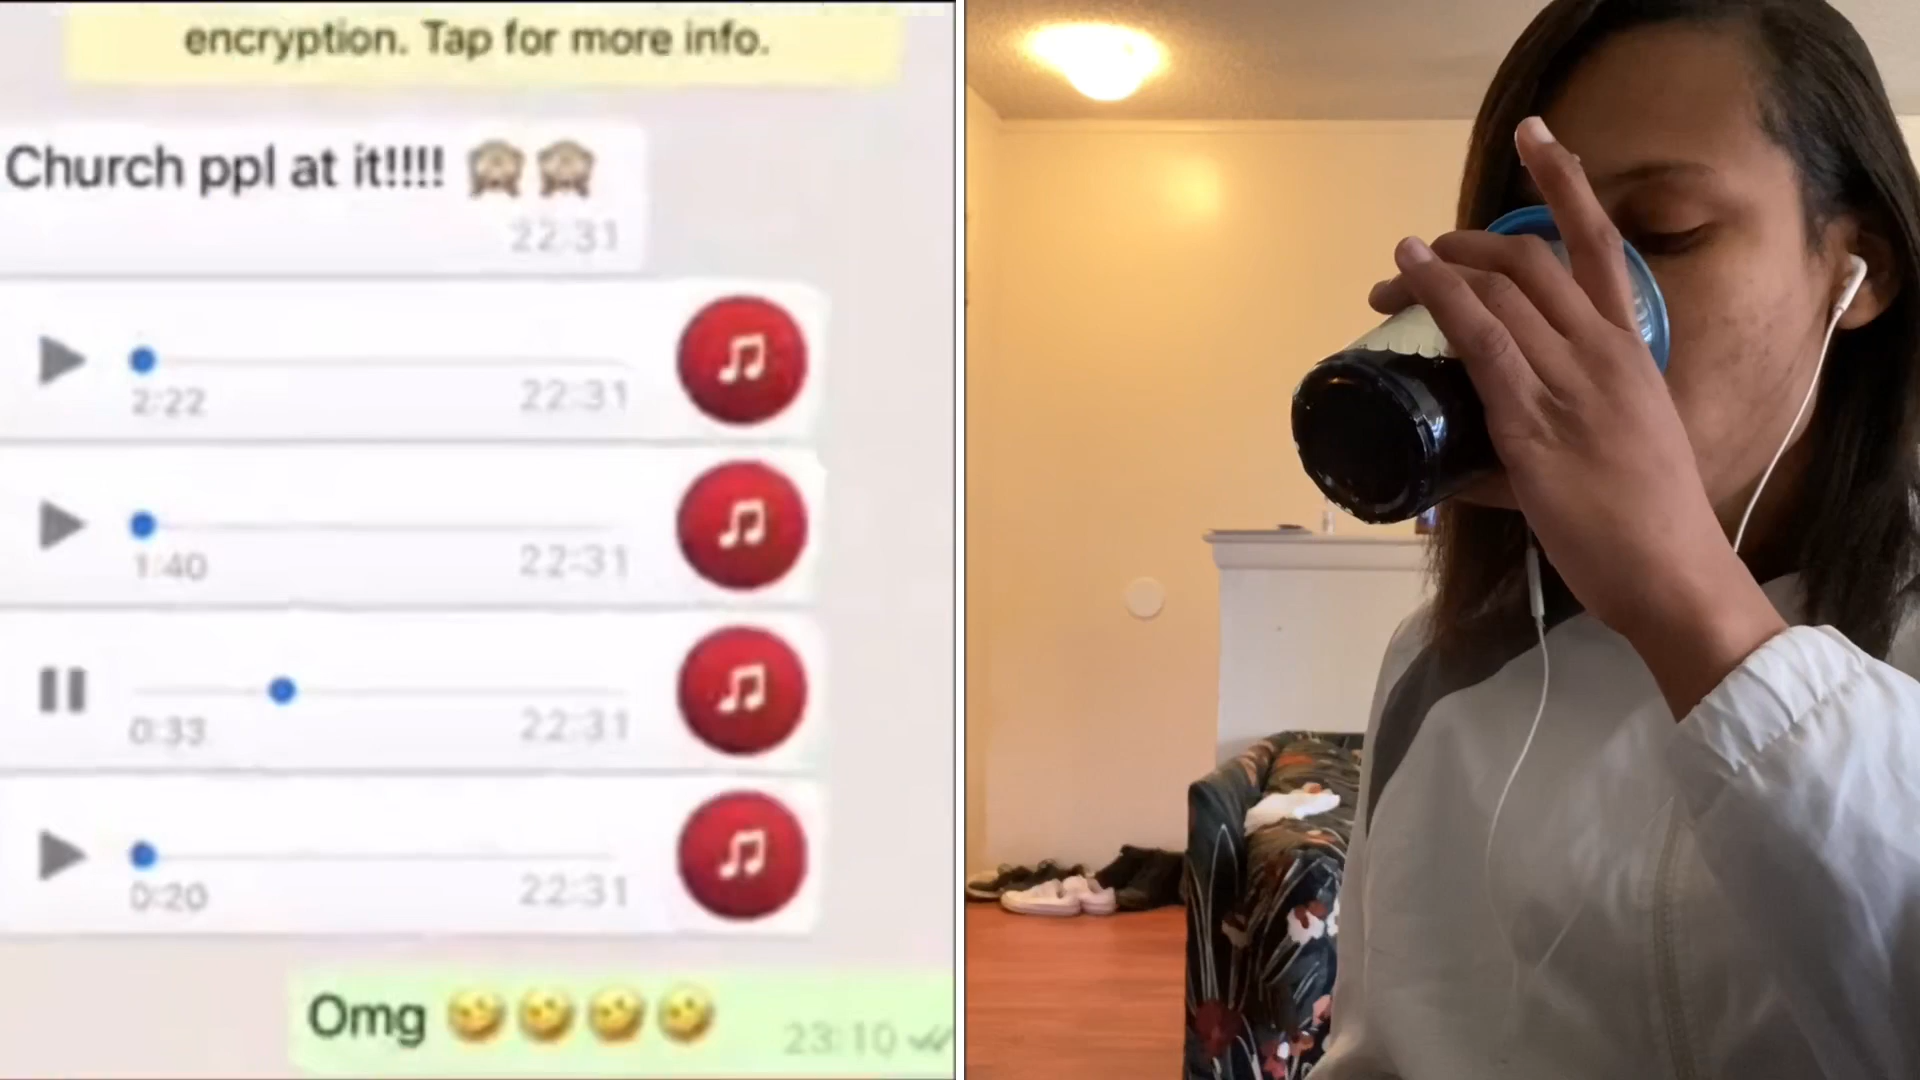 encryption. Tap for more info.
Church ppl at it!!!! 🙈🙈
22:31
2:22 22:31
1:40 22:31
0:33 22:31
0:20 22:31
Omg 🤣🤣🤣🤣 23:10